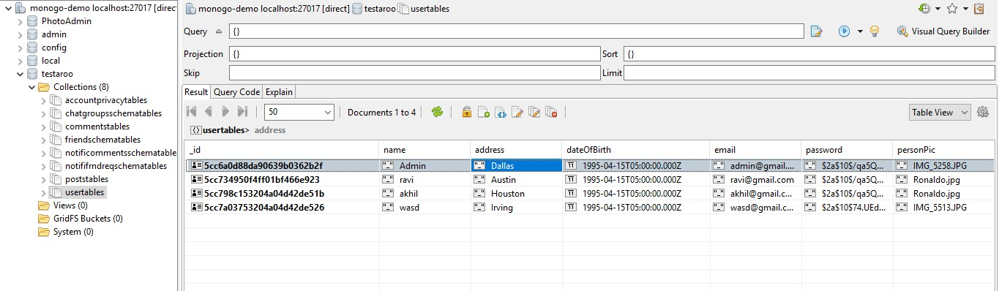 monogo-demo localhost:27017 [direct]
PhotoAdmin
admin
config
local
testaroo
Collections (8)
accountprivacytables
chatgroupsschematables
commentstables
friendschematables
notificommentsschematable
notififrndreqschematables
poststables
usertables
Views (0)
GridFS Buckets (0)
System (0)
monogo-demo localhost:27017 [direct] testaroo usertables
Query {} Visual Query Builder
Projection {} Sort {}
Skip Limit
Result Query Code Explain
50 Documents 1 to 4 Table View
usertables> address
_id name address dateOfBirth email password personPic
5cc6a0d88da90639b0362b2f Admin Dallas 1995-04-15T05:00:00.000Z admin@gmail.... $2a$10$/qa5Q... IMG_5258.JPG
5cc734950f4ff01bf466e923 ravi Austin 1995-04-15T05:00:00.000Z ravi@gmail.com $2a$10$/qa5Q... Ronaldo.jpg
5cc798c153204a04d42de51b akhil Houston 1995-04-15T05:00:00.000Z akhil@gmail.c... $2a$10$/qa5Q... Ronaldo.jpg
5cc7a03753204a04d42de526 wasd Irving 1995-04-15T05:00:00.000Z wasd@gmail.c... $2a$10$74.UEd... IMG_5513.JPG